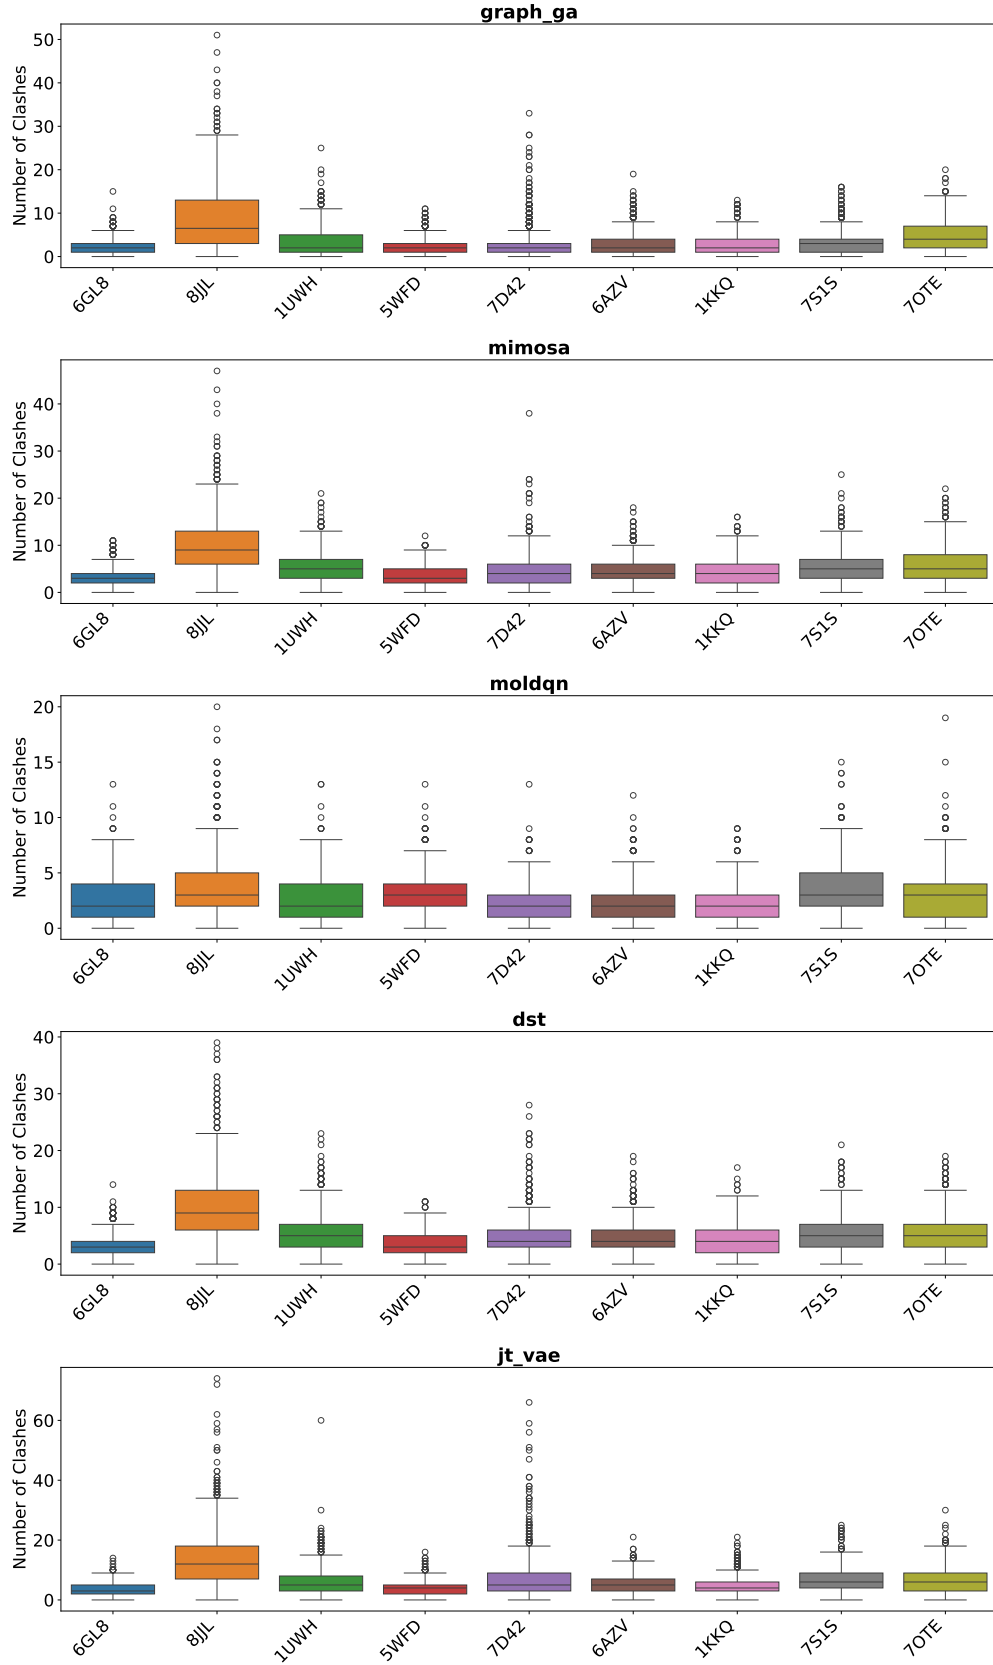 graph_ga
Number of Clashes
50
40
30
20
10
0
6GL8 8JJL 1UWH 5WFD 7D42 6AZV 1KKQ 7S1S 7OTE
mimosa
Number of Clashes
40
30
20
10
0
6GL8 8JJL 1UWH 5WFD 7D42 6AZV 1KKQ 7S1S 7OTE
moldqn
Number of Clashes
20
15
10
5
0
6GL8 8JJL 1UWH 5WFD 7D42 6AZV 1KKQ 7S1S 7OTE
dst
Number of Clashes
40
30
20
10
0
6GL8 8JJL 1UWH 5WFD 7D42 6AZV 1KKQ 7S1S 7OTE
jt_vae
Number of Clashes
60
40
20
0
6GL8 8JJL 1UWH 5WFD 7D42 6AZV 1KKQ 7S1S 7OTE